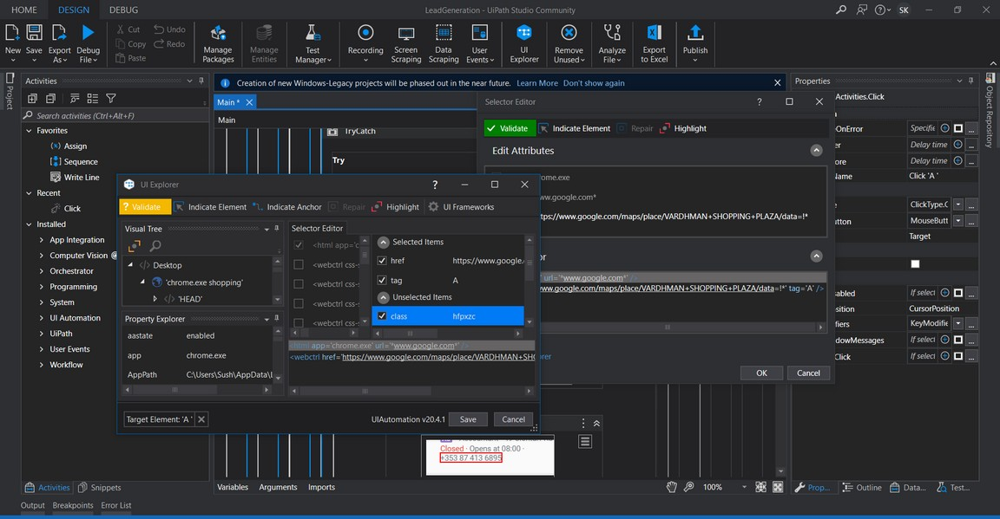 HOME DESIGN DEBUG LeadGeneration - UiPath Studio Community SK
New Save Export As Debug File Cut Copy Paste Undo Redo Manage Packages Manage Entities Test Manager Recording Screen Scraping Data Scraping User Events UI Explorer Remove Unused Analyze File Export to Excel Publish
Project
Activities
Search activities (Ctrl+Alt+F)
Favorites
Assign
Sequence
Write Line
Recent
Click
Installed
App Integration
Computer Vision
Orchestrator
Programming
System
UI Automation
UiPath
User Events
Workflow
Activities Snippets
Output Breakpoints Error List
Creation of new Windows-Legacy projects will be phased out in the near future. Learn More Don't show again
Main *
Main
TryCatch
Try
Selector Editor
?
Validate Indicate Element Repair Highlight
Edit Attributes
ome.exe
ww.google.com*
ttps://www.google.com/maps/place/VARDHMAN+SHOPPING+PLAZA/data=!*
or
' url='*www.google.com*' />
www.google.com/maps/place/VARDHMAN+SHOPPING+PLAZA/data=!*' tag='A' />
rer
OK Cancel
UI Explorer
?
? Validate Indicate Element Indicate Anchor Repair Highlight UI Frameworks
Visual Tree
Desktop
'chrome.exe shopping'
'HEAD'
Property Explorer
aastate enabled
app chrome.exe
AppPath C:\Users\Sush\AppData\
Selector Editor
<html app='c
<webctrl css-s
<webctrl css-s
<webctrl css-s
<webctrl css-s
Selected Items
href https://www.google.
tag A
Unselected Items
class hfpxzc
<html app='chrome.exe' url='*www.google.com*' />
<webctrl href='https://www.google.com/maps/place/VARDHMAN+SHO
Target Element: 'A ' UIAutomation v20.4.1 Save Cancel
Closed · Opens at 08:00 ·
+353 87 413 6895
Variables Arguments Imports 100%
Properties
Activities.Click
OnError Specifie
er Delay time
ore Delay time
ame Click 'A '
e ClickType.C
utton MouseButt
Target
abled If select
sition CursorPosition
fiers KeyModifie
dowMessages If select
Click If select
Prop... Outline Data... Test...
Object Repository